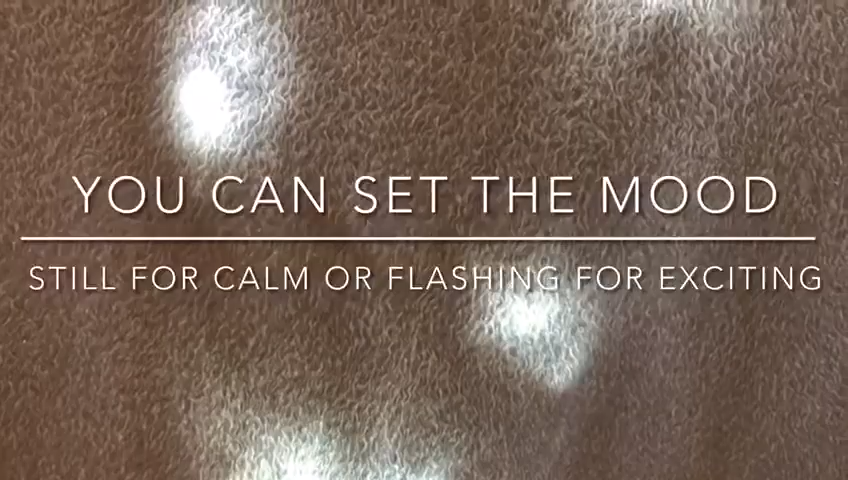 YOU CAN SET THE MOOD
STILL FOR CALM OR FLASHING FOR EXCITING